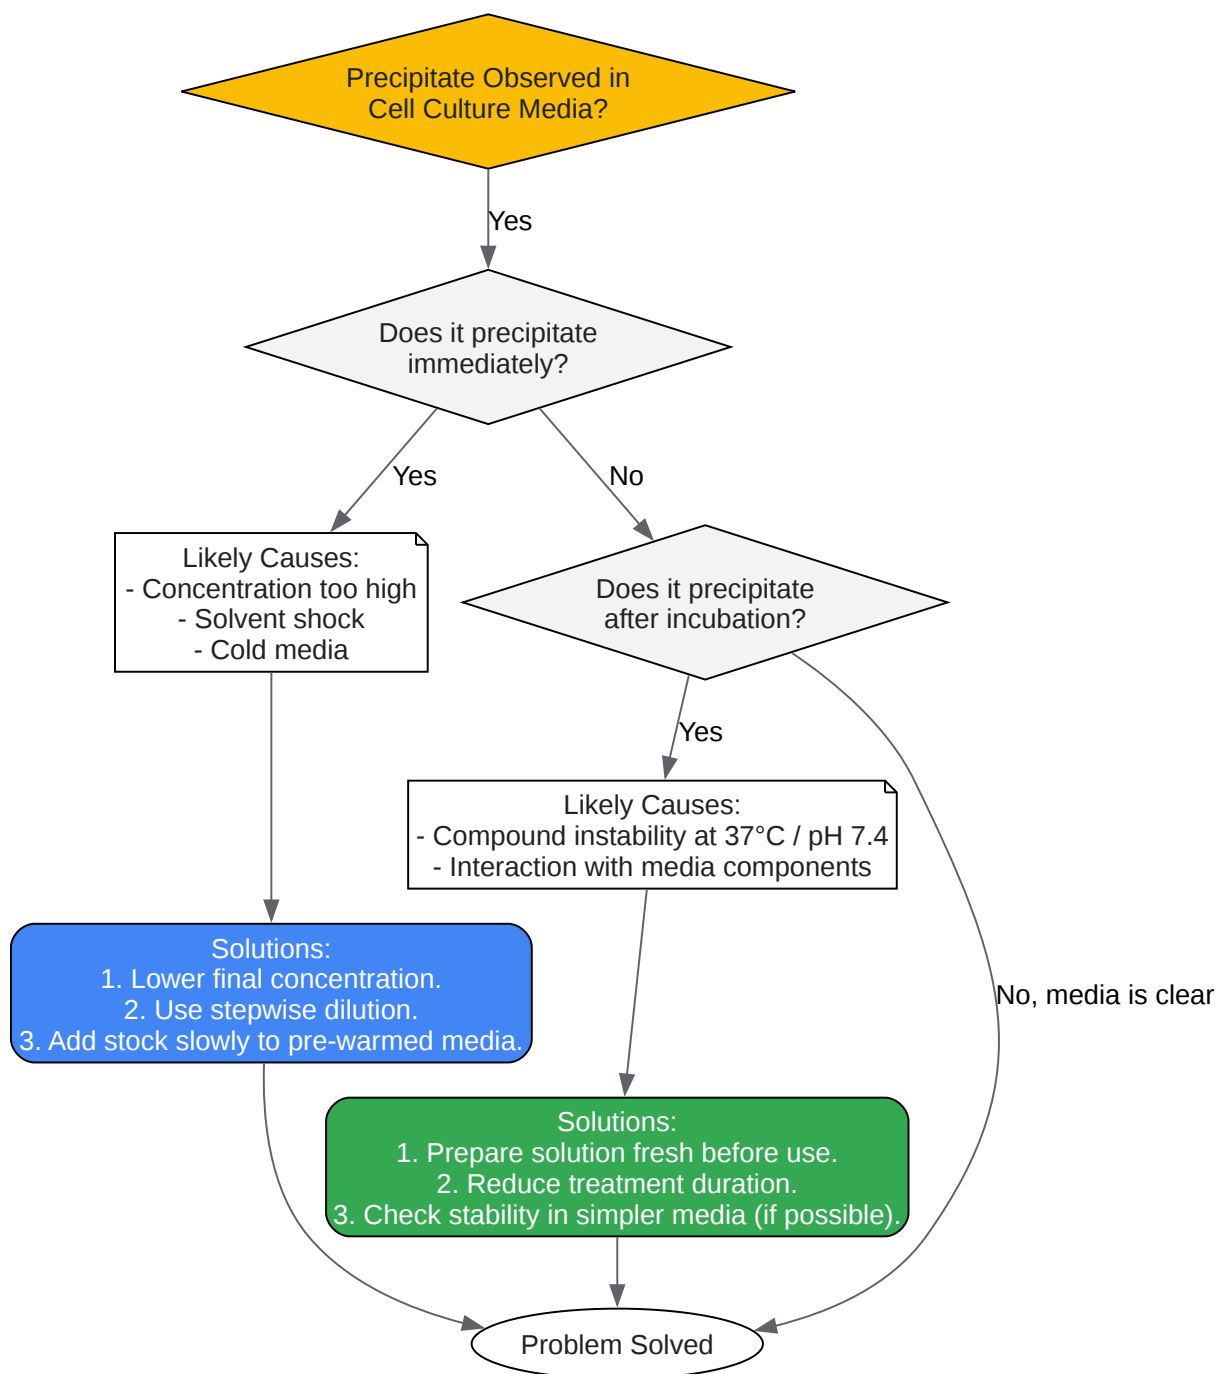 Precipitate Observed in
Cell Culture Media?
Yes
Does it precipitate
immediately?
Yes
No
Likely Causes:
- Concentration too high
- Solvent shock
- Cold media
Does it precipitate
after incubation?
Yes
Likely Causes:
- Compound instability at 37°C / pH 7.4
- Interaction with media components
Solutions:
1. Lower final concentration.
2. Use stepwise dilution.
3. Add stock slowly to pre-warmed media.
No, media is clear
Solutions:
1. Prepare solution fresh before use.
2. Reduce treatment duration.
3. Check stability in simpler media (if possible).
Problem Solved